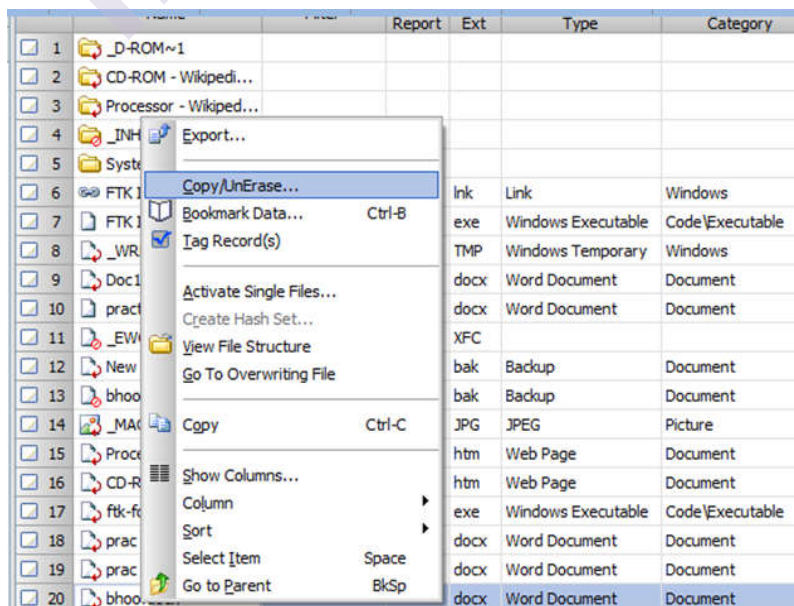 Name Filter Report Ext Type Category
1 _D-ROM~1
2 CD-ROM - Wikipedi...
3 Processor - Wikiped...
4 _INH
5 Syste
6 FTK I lnk Link Windows
7 FTK I exe Windows Executable Code\Executable
8 _WR TMP Windows Temporary Windows
9 Doc1 docx Word Document Document
10 pract docx Word Document Document
11 _EW XFC
12 New bak Backup Document
13 bhoo bak Backup Document
14 _MAC JPG JPEG Picture
15 Proce htm Web Page Document
16 CD-R htm Web Page Document
17 ftk-fo exe Windows Executable Code\Executable
18 prac docx Word Document Document
19 prac docx Word Document Document
20 bhoo docx Word Document Document
Export...
Copy/UnErase...
Bookmark Data... Ctrl-B
Tag Record(s)
Activate Single Files...
Create Hash Set...
View File Structure
Go To Overwriting File
Copy Ctrl-C
Show Columns...
Column
Sort
Select Item Space
Go to Parent BkSp